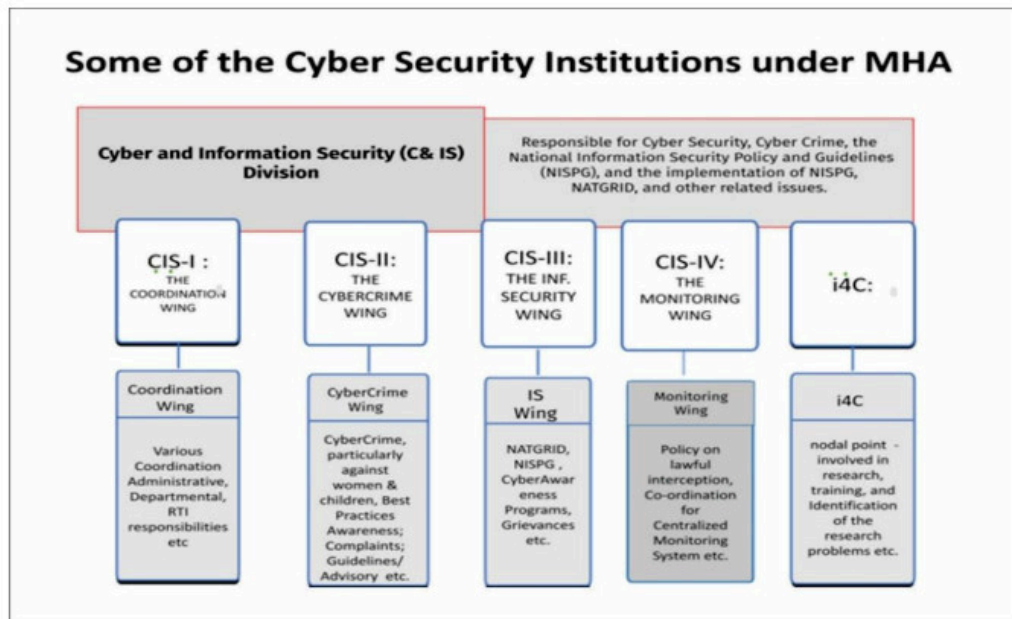 Some of the Cyber Security Institutions under MHA
Cyber and Information Security (C& IS)
Division
Responsible for Cyber Security, Cyber Crime, the
National Information Security Policy and Guidelines
(NISPG), and the implementation of NISPG,
NATGRID, and other related issues.
CIS-I :
THE
COORDINATION
WING
CIS-II:
THE
CYBERCRIME
WING
CIS-III:
THE INF.
SECURITY
WING
CIS-IV:
THE
MONITORING
WING
i4C:
Coordination
Wing
Various
Coordination
Administrative,
Departmental,
RTI
responsibilities
etc
CyberCrime
Wing
CyberCrime,
particularly
against
women &
children, Best
Practices
Awareness;
Complaints;
Guidelines/
Advisory etc.
IS
Wing
NATGRID,
NISPG ,
CyberAwar
eness
Programs,
Grievances
etc.
Monitoring
Wing
Policy on
lawful
interception,
Co-ordination
for
Centralized
Monitoring
System etc.
i4C
nodal point -
involved in
research,
training, and
Identification
of the
research
problems etc.